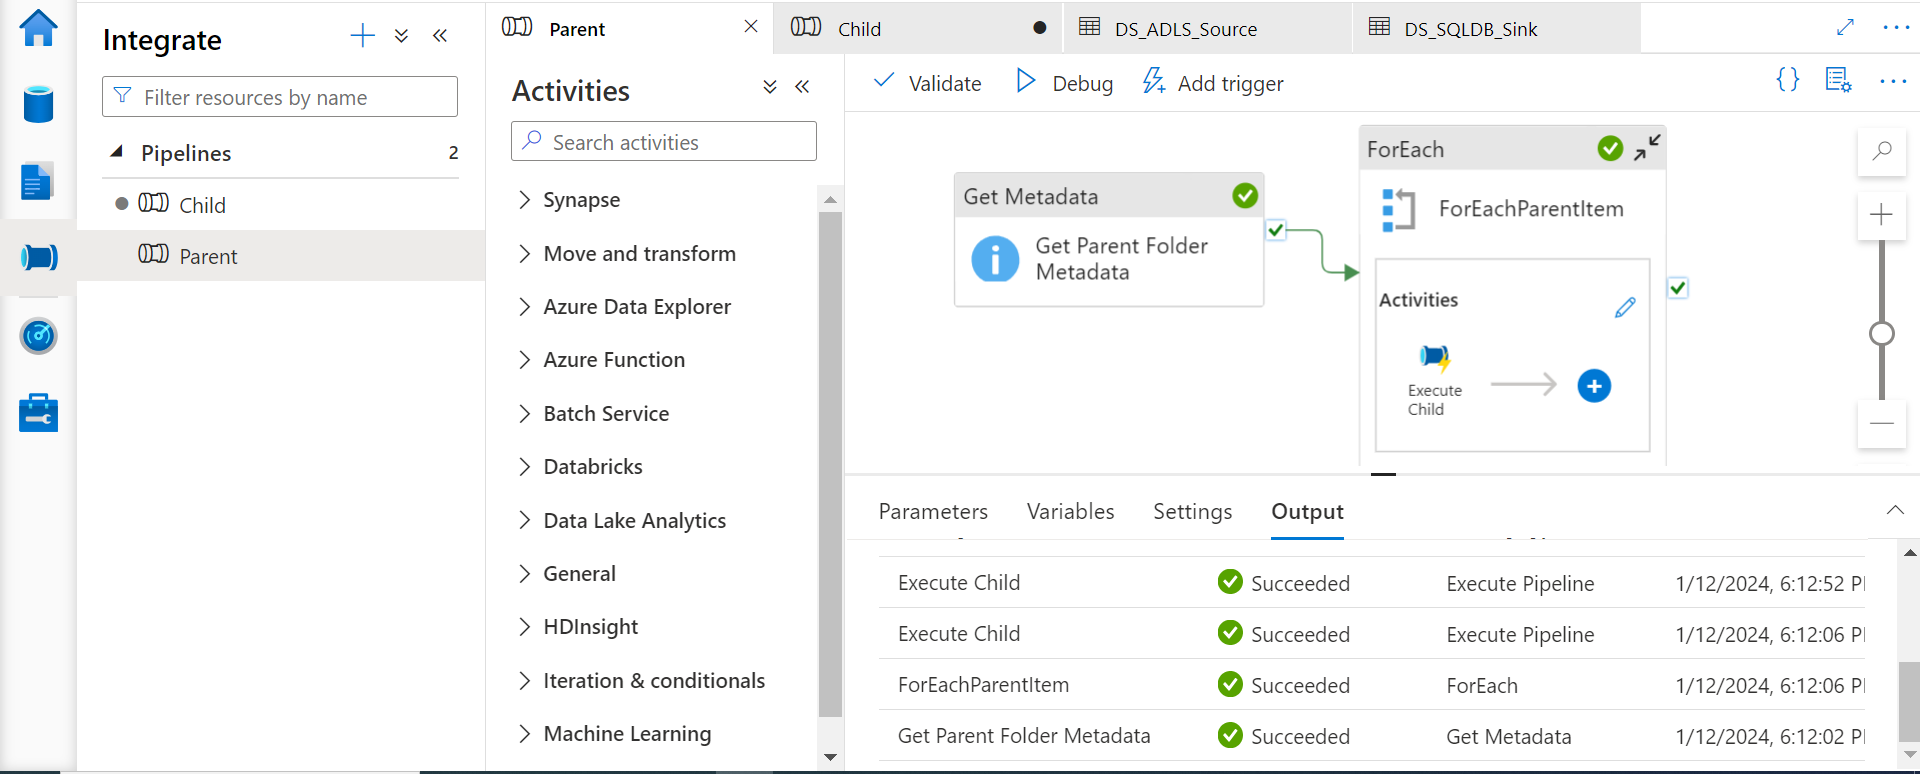 Integrate
Filter resources by name
Pipelines 2
Child
Parent
Parent
Child
DS_ADLS_Source
DS_SQLDB_Sink
Activities
Search activities
Synapse
Move and transform
Azure Data Explorer
Azure Function
Batch Service
Databricks
Data Lake Analytics
General
HDInsight
Iteration & conditionals
Machine Learning
Validate
Debug
Add trigger
Get Metadata
Get Parent Folder
Metadata
ForEach
ForEachParentItem
Activities
Execute
Child
Parameters
Variables
Settings
Output
Execute Child Succeeded Execute Pipeline 1/12/2024, 6:12:52
Execute Child Succeeded Execute Pipeline 1/12/2024, 6:12:06
ForEachParentItem Succeeded ForEach 1/12/2024, 6:12:06
Get Parent Folder Metadata Succeeded Get Metadata 1/12/2024, 6:12:02